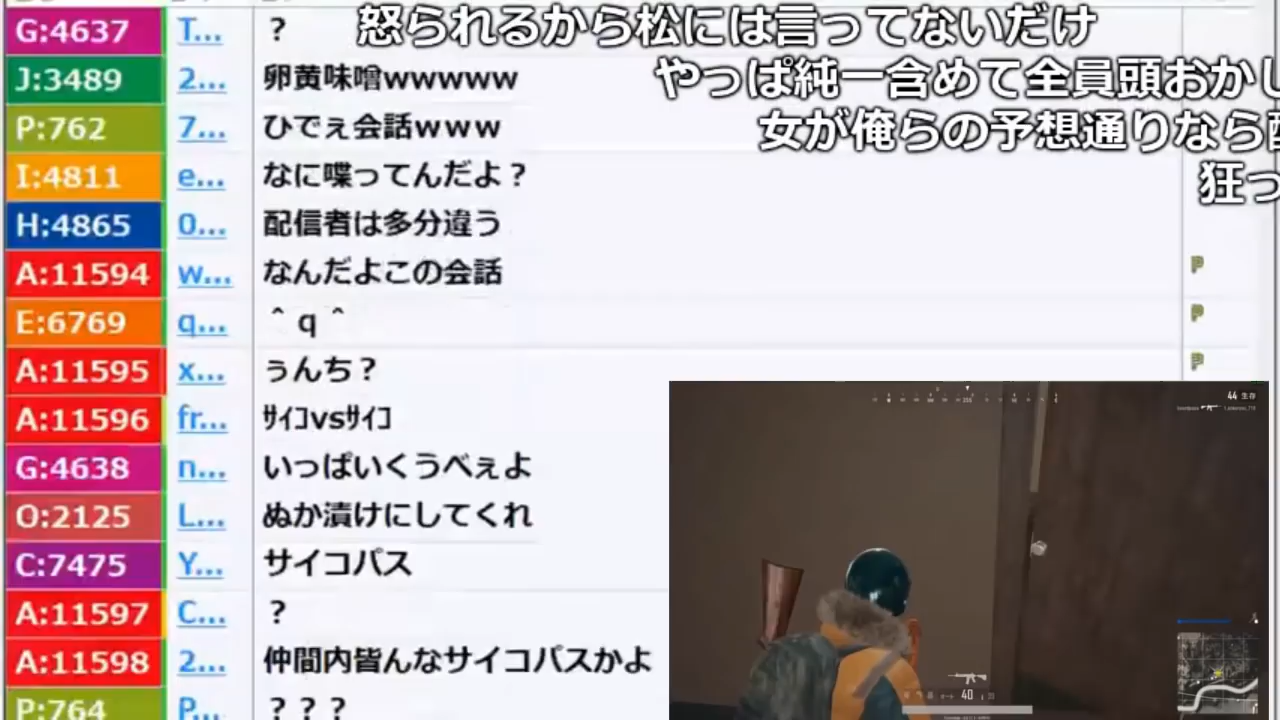 G:4637 T... ？
怒られるから松には言ってないだけ
J:3489 2... 卵黄味噌wwwww
やっぱ純一含めて全員頭おかし
P:762 7... ひでぇ会話ｗｗｗ
女が俺らの予想通りなら
I:4811 e... なに喋ってんだよ？
狂っ
H:4865 0... 配信者は多分違う
A:11594 w... なんだよこの会話 P
E:6769 q... ＾q＾ P
A:11595 x... ぅんち？ P
A:11596 fr... ｻｲｺvsｻｲｺ
G:4638 n... いっぱいくうべぇよ
O:2125 L... ぬか漬けにしてくれ
C:7475 Y... サイコパス
A:11597 C... ？
A:11598 2... 仲間内皆んなサイコパスかよ
P:764 P... ？？？
44 生存
40